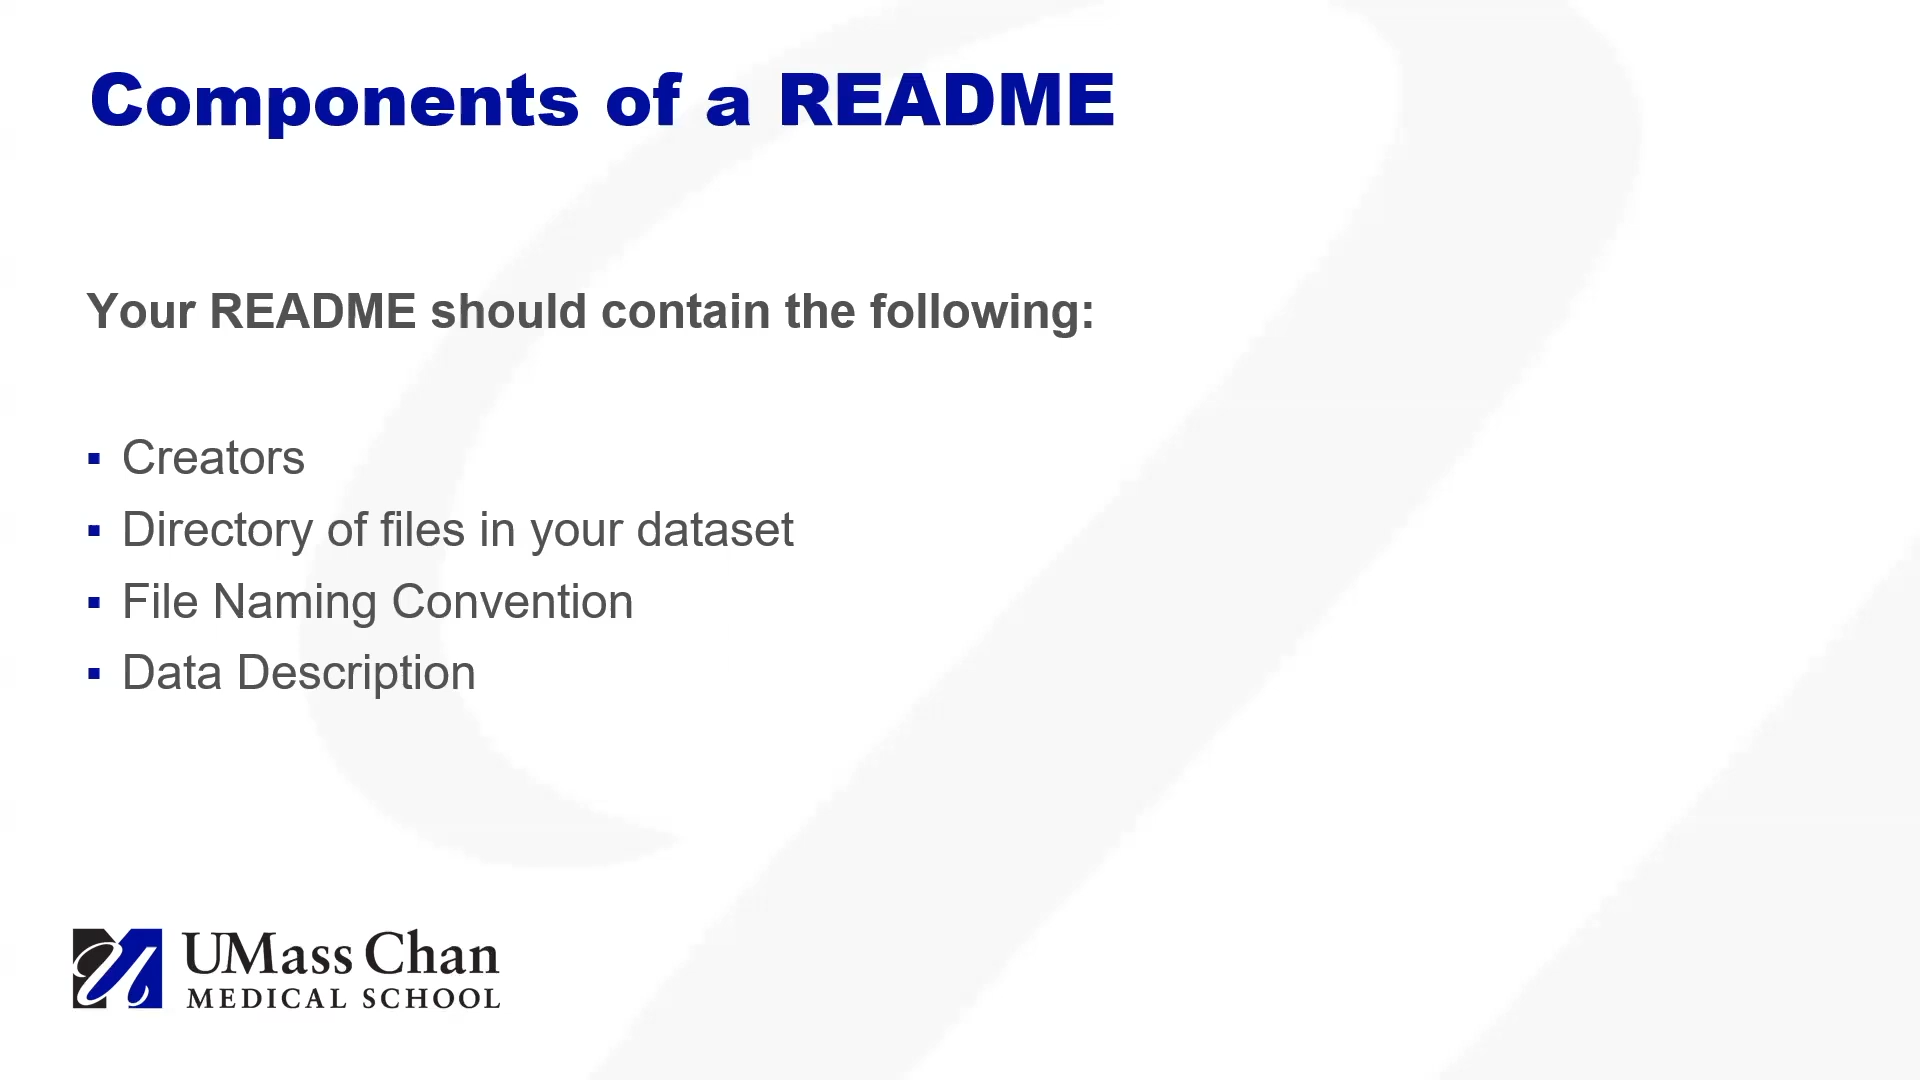 Components of a README
Your README should contain the following:
▪ Creators
▪ Directory of files in your dataset
▪ File Naming Convention
▪ Data Description
UMass Chan
MEDICAL SCHOOL